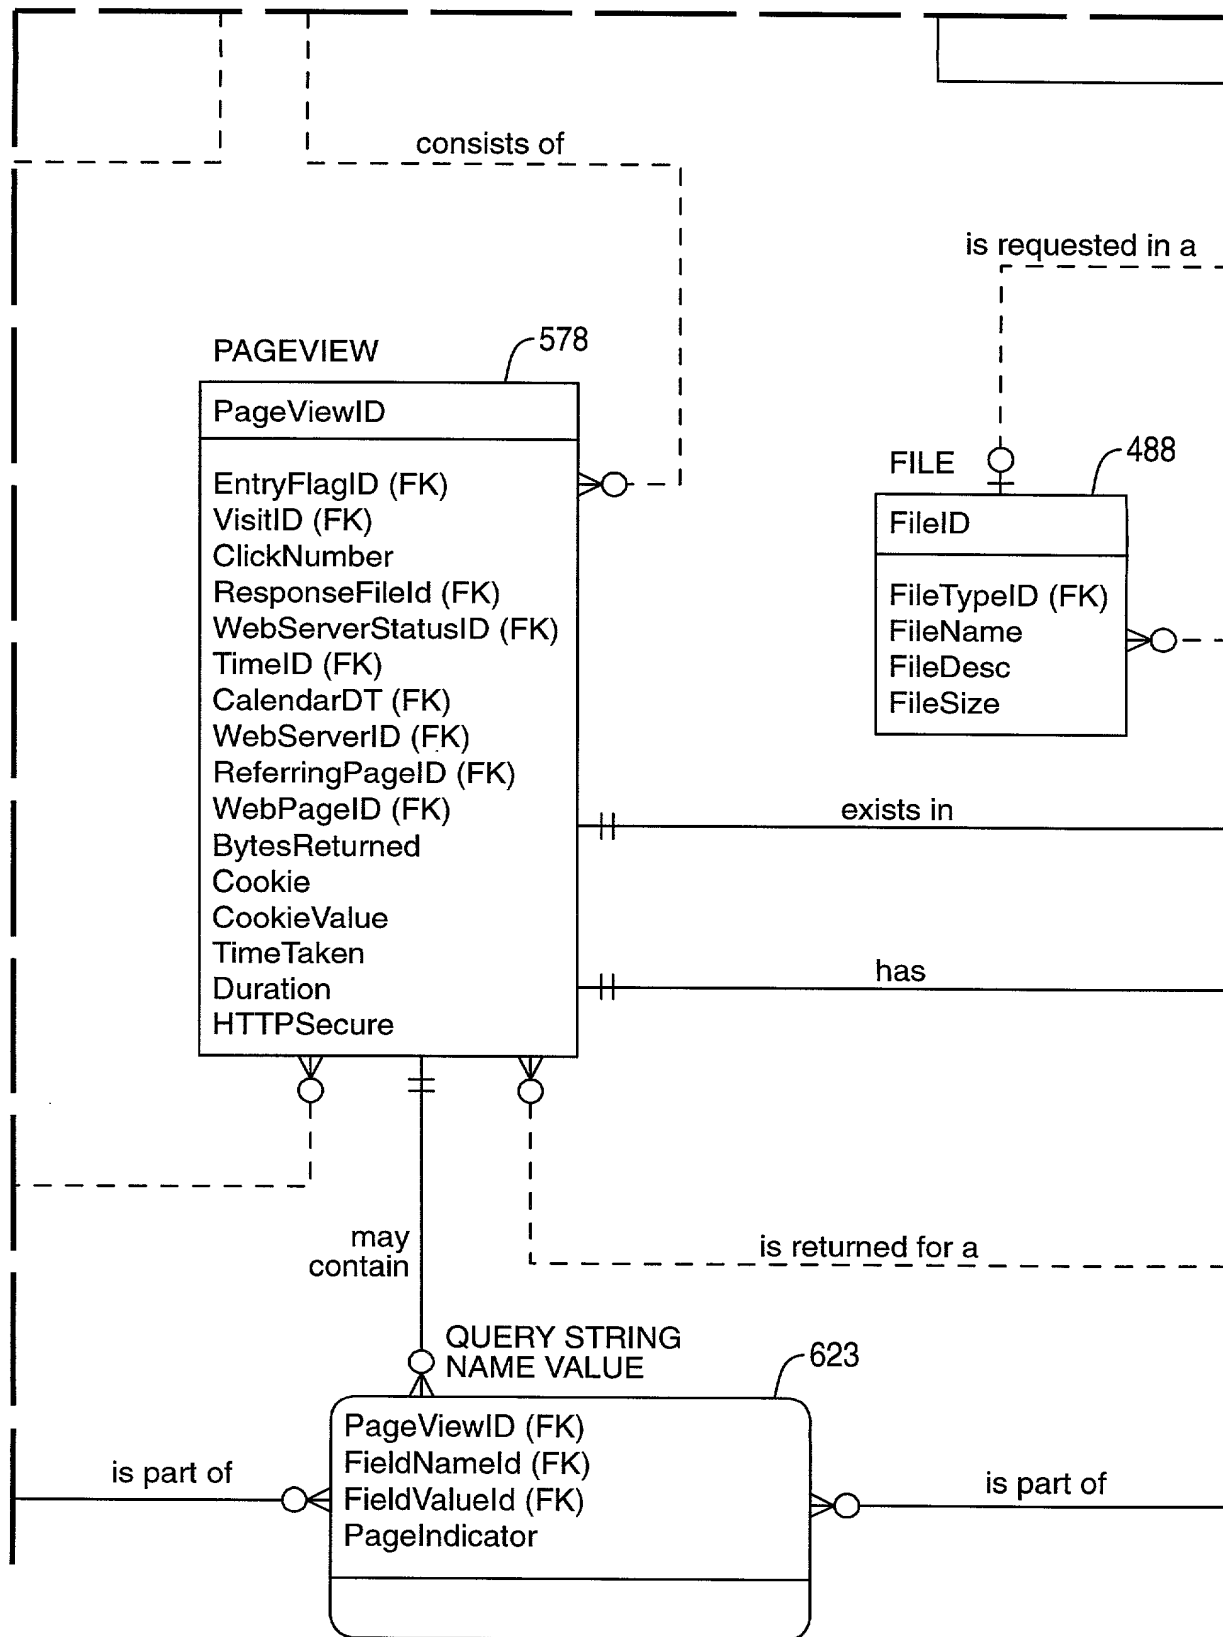 consists of
is requested in a
PAGEVIEW
578
PageViewID
EntryFlagID (FK)
VisitID (FK)
ClickNumber
ResponseFileId (FK)
WebServerStatusID (FK)
TimeID (FK)
CalendarDT (FK)
WebServerID (FK)
ReferringPageID (FK)
WebPageID (FK)
BytesReturned
Cookie
CookieValue
TimeTaken
Duration
HTTPSecure
FILE
488
FileID
FileTypeID (FK)
FileName
FileDesc
FileSize
exists in
has
may
contain
is returned for a
QUERY STRING
NAME VALUE
623
PageViewID (FK)
FieldNameId (FK)
FieldValueId (FK)
PageIndicator
is part of
is part of